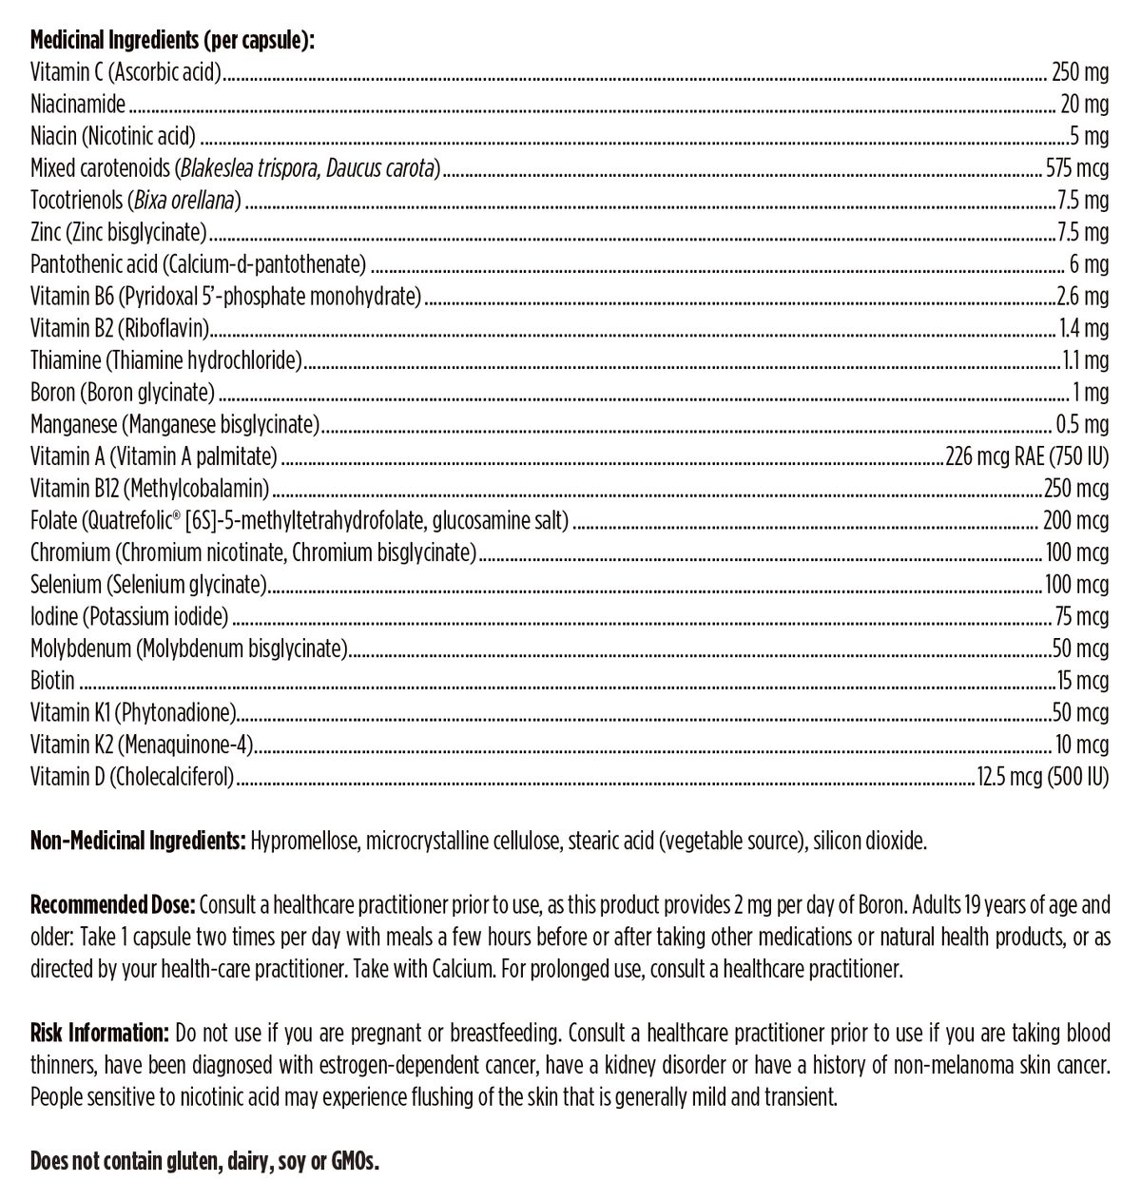 Medicinal Ingredients (per capsule):
Vitamin C (Ascorbic acid) 250 mg
Niacinamide 20 mg
Niacin (Nicotinic acid) 5 mg
Mixed carotenoids (Blakeslea trispora, Daucus carota) 575 mcg
Tocotrienols (Bixa orellana) 7.5 mg
Zinc (Zinc bisglycinate) 7.5 mg
Pantothenic acid (Calcium-d-pantothenate) 6 mg
Vitamin B6 (Pyridoxal 5’-phosphate monohydrate) 2.6 mg
Vitamin B2 (Riboflavin) 1.4 mg
Thiamine (Thiamine hydrochloride) 1.1 mg
Boron (Boron glycinate) 1 mg
Manganese (Manganese bisglycinate) 0.5 mg
Vitamin A (Vitamin A palmitate) 226 mcg RAE (750 IU)
Vitamin B12 (Methylcobalamin) 250 mcg
Folate (Quatrefolic® [6S]-5-methyltetrahydrofolate, glucosamine salt) 200 mcg
Chromium (Chromium nicotinate, Chromium bisglycinate) 100 mcg
Selenium (Selenium glycinate) 100 mcg
Iodine (Potassium iodide) 75 mcg
Molybdenum (Molybdenum bisglycinate) 50 mcg
Biotin 15 mcg
Vitamin K1 (Phytonadione) 50 mcg
Vitamin K2 (Menaquinone-4) 10 mcg
Vitamin D (Cholecalciferol) 12.5 mcg (500 IU)
Non-Medicinal Ingredients: Hypromellose, microcrystalline cellulose, stearic acid (vegetable source), silicon dioxide.
Recommended Dose: Consult a healthcare practitioner prior to use, as this product provides 2 mg per day of Boron. Adults 19 years of age and
older: Take 1 capsule two times per day with meals a few hours before or after taking other medications or natural health products, or as
directed by your health-care practitioner. Take with Calcium. For prolonged use, consult a healthcare practitioner.
Risk Information: Do not use if you are pregnant or breastfeeding. Consult a healthcare practitioner prior to use if you are taking blood
thinners, have been diagnosed with estrogen-dependent cancer, have a kidney disorder or have a history of non-melanoma skin cancer.
People sensitive to nicotinic acid may experience flushing of the skin that is generally mild and transient.
Does not contain gluten, dairy, soy or GMOs.